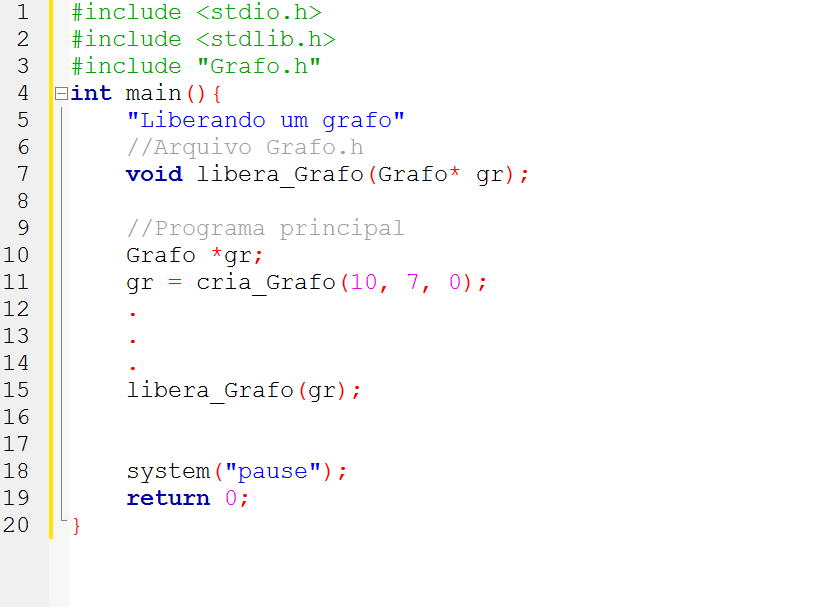 1 #include <stdio.h>
2 #include <stdlib.h>
3 #include "Grafo.h"
4 int main(){
5 "Liberando um grafo"
6 //Arquivo Grafo.h
7 void libera_Grafo(Grafo* gr);
8
9 //Programa principal
10 Grafo *gr;
11 gr = cria_Grafo(10, 7, 0);
12 .
13 .
14 .
15 libera_Grafo(gr);
16
17
18 system("pause");
19 return 0;
20 }